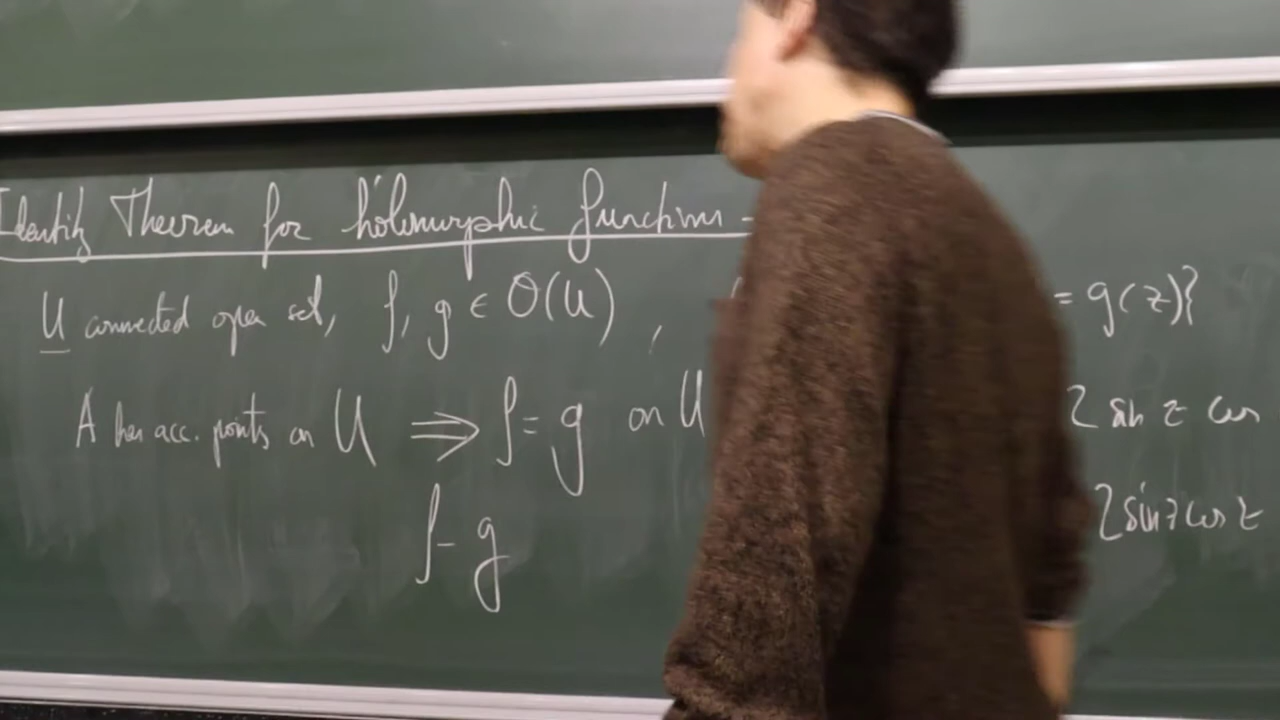 Identity Theorem for holomorphic functions -
U connected open set, f, g ∈ O(U) , = g(z)}
A has acc. points on U ⟹ f = g on U 2 sin z cos
f - g 2 sin z cos z